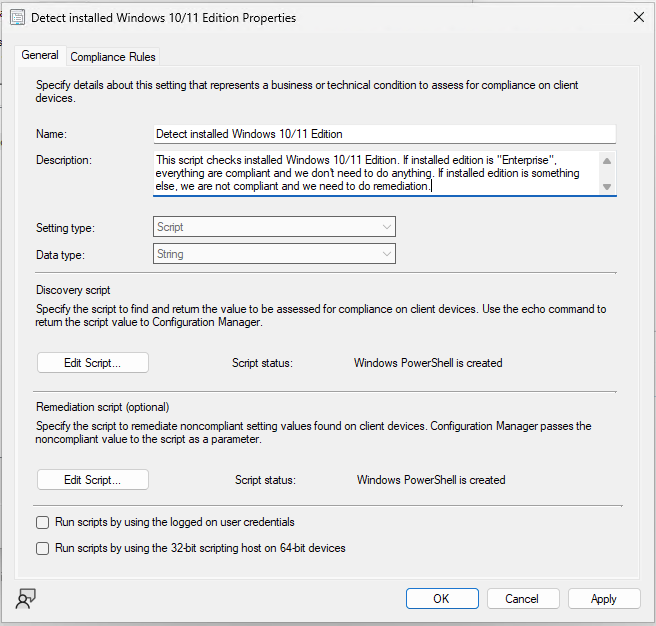 Detect installed Windows 10/11 Edition Properties
General
Compliance Rules
Specify details about this setting that represents a business or technical condition to assess for compliance on client
devices.
Name:
Detect installed Windows 10/11 Edition
Description:
This script checks installed Windows 10/11 Edition. If installed edition is "Enterprise",
everything are compliant and we don't need to do anything. If installed edition is something
else, we are not compliant and we need to do remediation.
Setting type:
Script
Data type:
String
Discovery script
Specify the script to find and return the value to be assessed for compliance on client devices. Use the echo command to
return the script value to Configuration Manager.
Edit Script...
Script status:
Windows PowerShell is created
Remediation script (optional)
Specify the script to remediate noncompliant setting values found on client devices. Configuration Manager passes the
noncompliant value to the script as a parameter.
Edit Script...
Script status:
Windows PowerShell is created
Run scripts by using the logged on user credentials
Run scripts by using the 32-bit scripting host on 64-bit devices
OK
Cancel
Apply